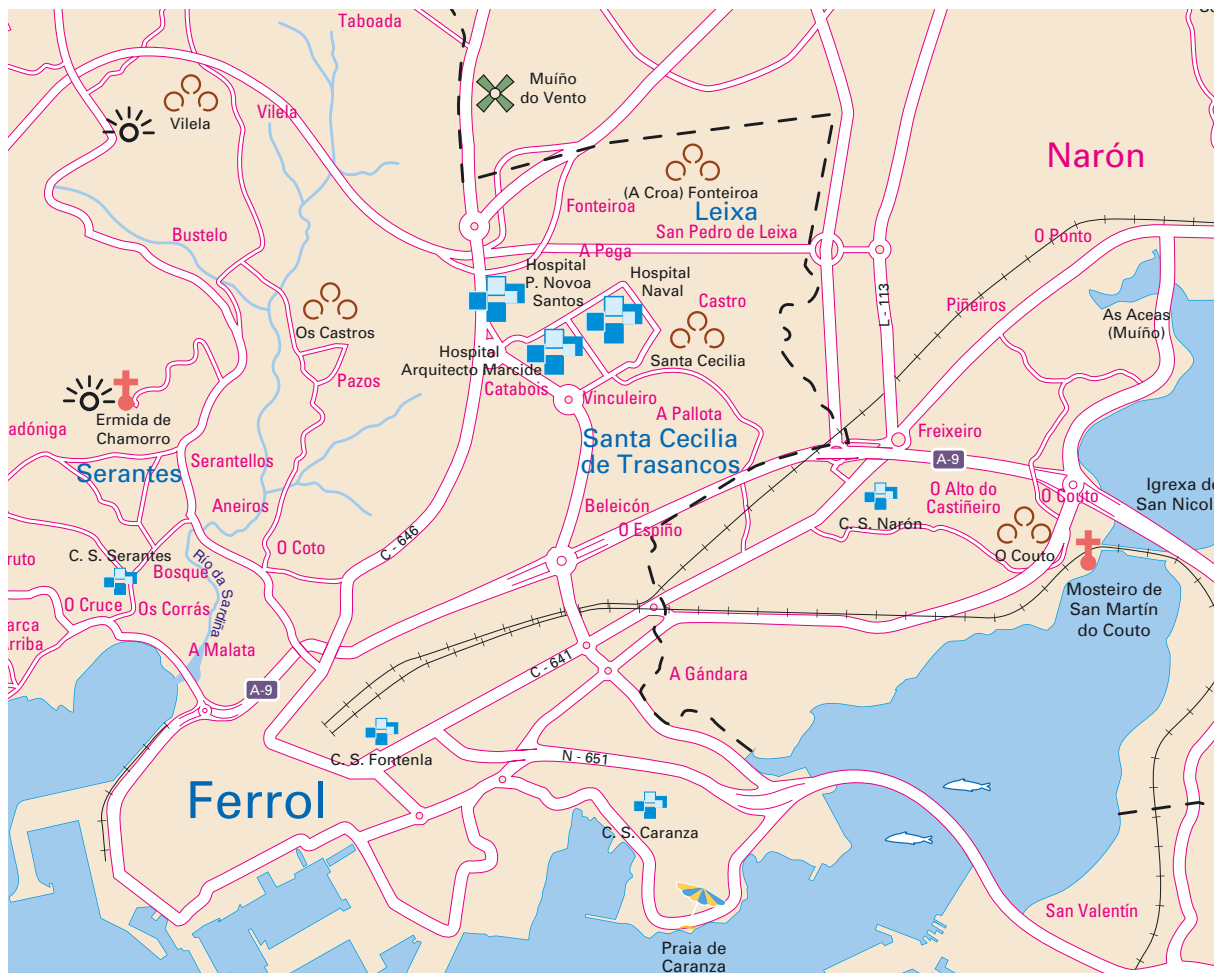 Taboada
Muíño
do Vento
Vilela
Vilela
Narón
(A Croa) Fonteiroa
Fonteiroa
Leixa
San Pedro de Leixa
Bustelo
O Ponto
A Pega
Hospital
P. Novoa
Santos
Hospital
Naval
Castro
L - 113
Piñeiros
As Aceas
(Muíño)
Os Castros
Hospital
Arquitecto Marcide
Santa Cecilia
Pazos
Catabois
Vinculeiro
A Pallota
Ermida de
Chamorro
adóniga
Freixeiro
Santa Cecilia
de Trasancos
Serantes
Serantellos
A-9
Igrexa de
San Nicol
O Alto do
Castiñeiro
O Couto
Aneiros
Beleicón
O Espiño
C. S. Narón
C - 646
O Coto
O Couto
ruto
C. S. Serantes
Bosque
Río da Sardiña
O Cruce
Os Corrás
Mosteiro de
San Martín
do Couto
arca
Arriba
A Malata
C - 641
A Gándara
A-9
C. S. Fontenla
N - 651
Ferrol
C. S. Caranza
San Valentín
Praia de
Caranza